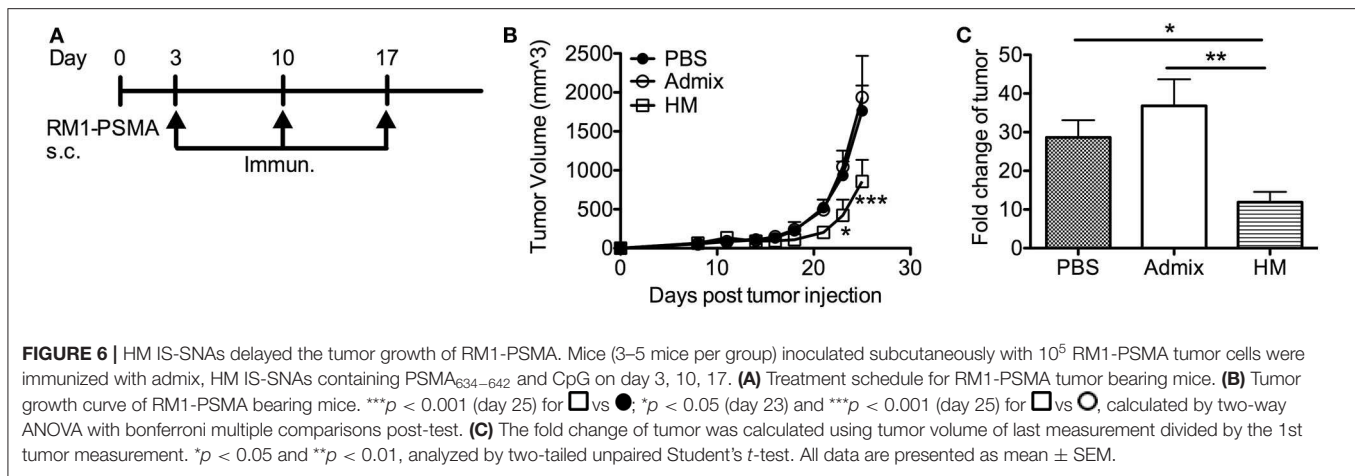 A
Day 0 3 10 17
RM1-PSMA
s.c.
Immun.
B
Tumor Volume (mm^3)
2000
1500
1000
500
0
PBS
Admix
HM
***
*
0 10 20 30
Days post tumor injection
C
*
**
Fold change of tumor
50
40
30
20
10
0
PBS Admix HM
FIGURE 6 | HM IS-SNAs delayed the tumor growth of RM1-PSMA. Mice (3–5 mice per group) inoculated subcutaneously with 10⁵ RM1-PSMA tumor cells were
immunized with admix, HM IS-SNAs containing PSMA₆₃₄₋₆₄₂ and CpG on day 3, 10, 17. (A) Treatment schedule for RM1-PSMA tumor bearing mice. (B) Tumor
growth curve of RM1-PSMA bearing mice. ***p < 0.001 (day 25) for □ vs ●; *p < 0.05 (day 23) and ***p < 0.001 (day 25) for □ vs ○, calculated by two-way
ANOVA with bonferroni multiple comparisons post-test. (C) The fold change of tumor was calculated using tumor volume of last measurement divided by the 1st
tumor measurement. *p < 0.05 and **p < 0.01, analyzed by two-tailed unpaired Student's t-test. All data are presented as mean ± SEM.